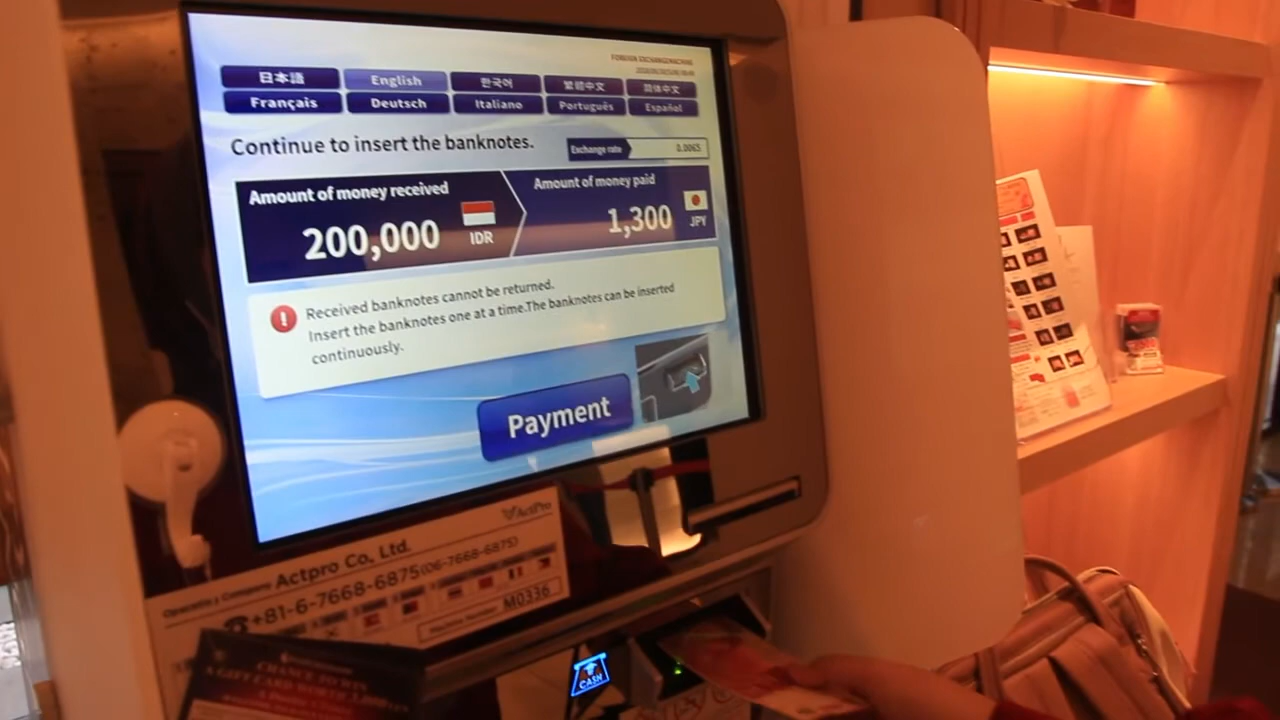 FOREIGN EXCHANGEMACHINE
日本語 English 한국어 繁體中文 简体中文
Français Deutsch Italiano Português Español
Continue to insert the banknotes.
Exchange rate 0.0065
Amount of money received
200,000
IDR
Amount of money paid
1,300
JPY
Received banknotes cannot be returned.
Insert the banknotes one at a time.The banknotes can be inserted
continuously.
Payment
ActPro
Operating Company Actpro Co., Ltd.
+81-6-7668-6875(06-7668-6875)
Machine Number M0336
CASH